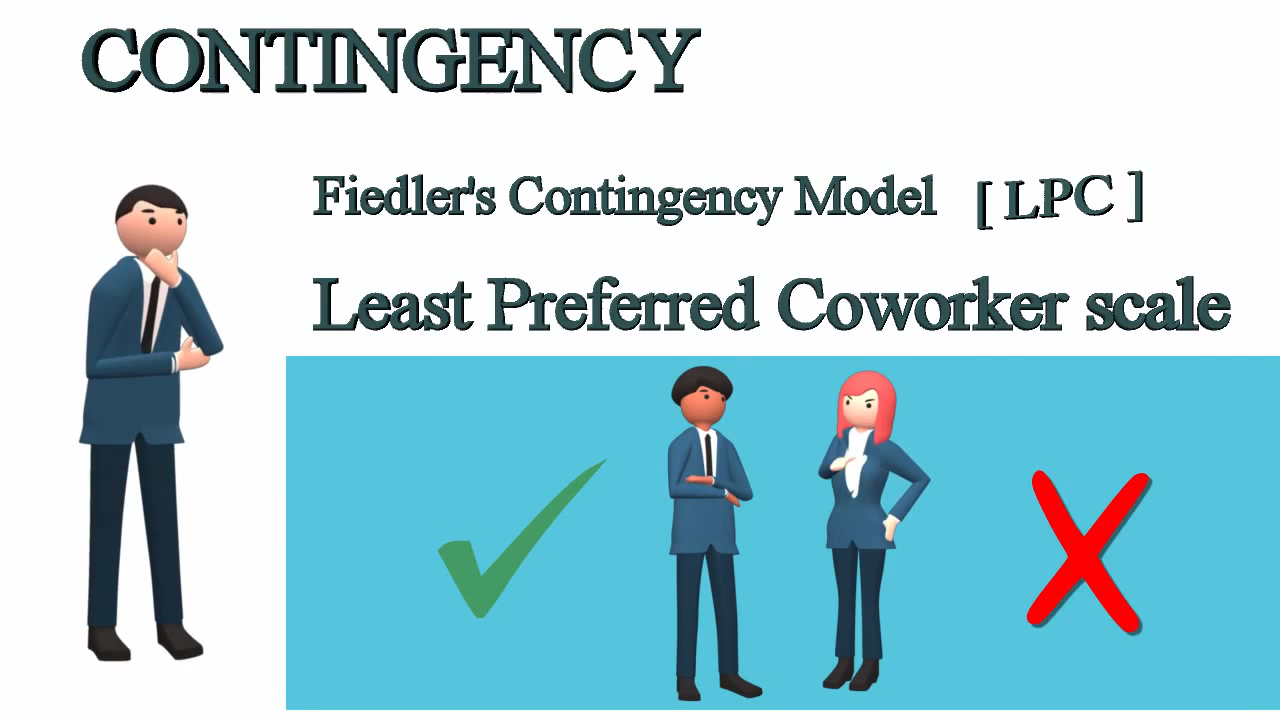 CONTINGENCY
Fiedler's Contingency Model [ LPC ]
Least Preferred Coworker scale